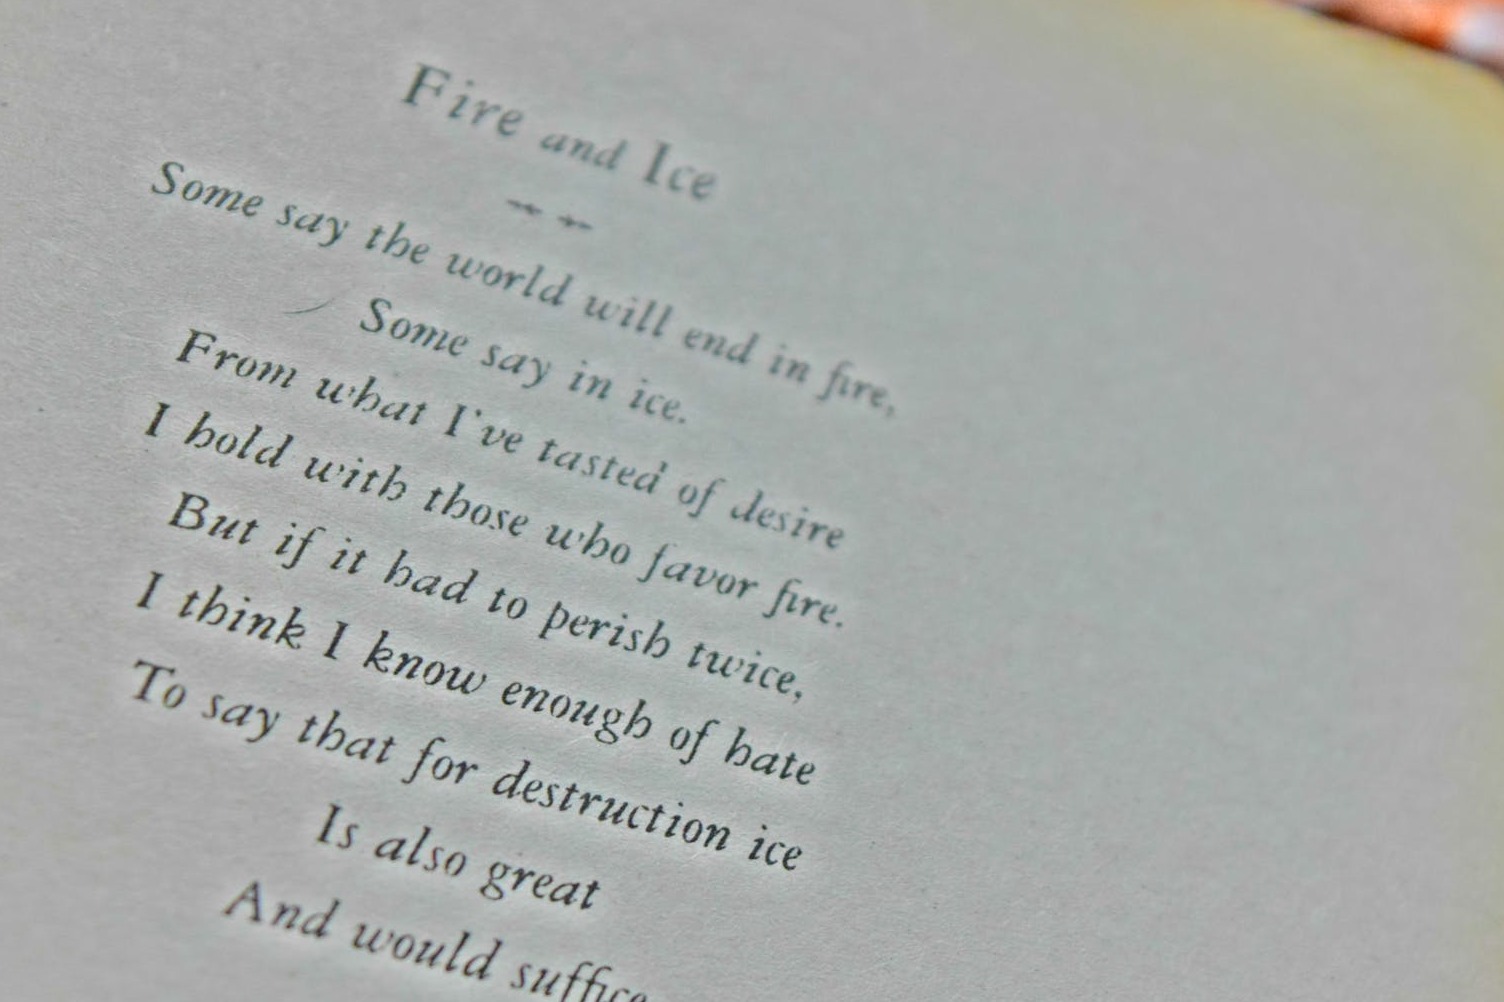 Fire and Ice
Some say the world will end in fire,
Some say in ice.
From what I've tasted of desire
I hold with those who favor fire.
But if it had to perish twice,
I think I know enough of hate
To say that for destruction ice
Is also great
And would suffice